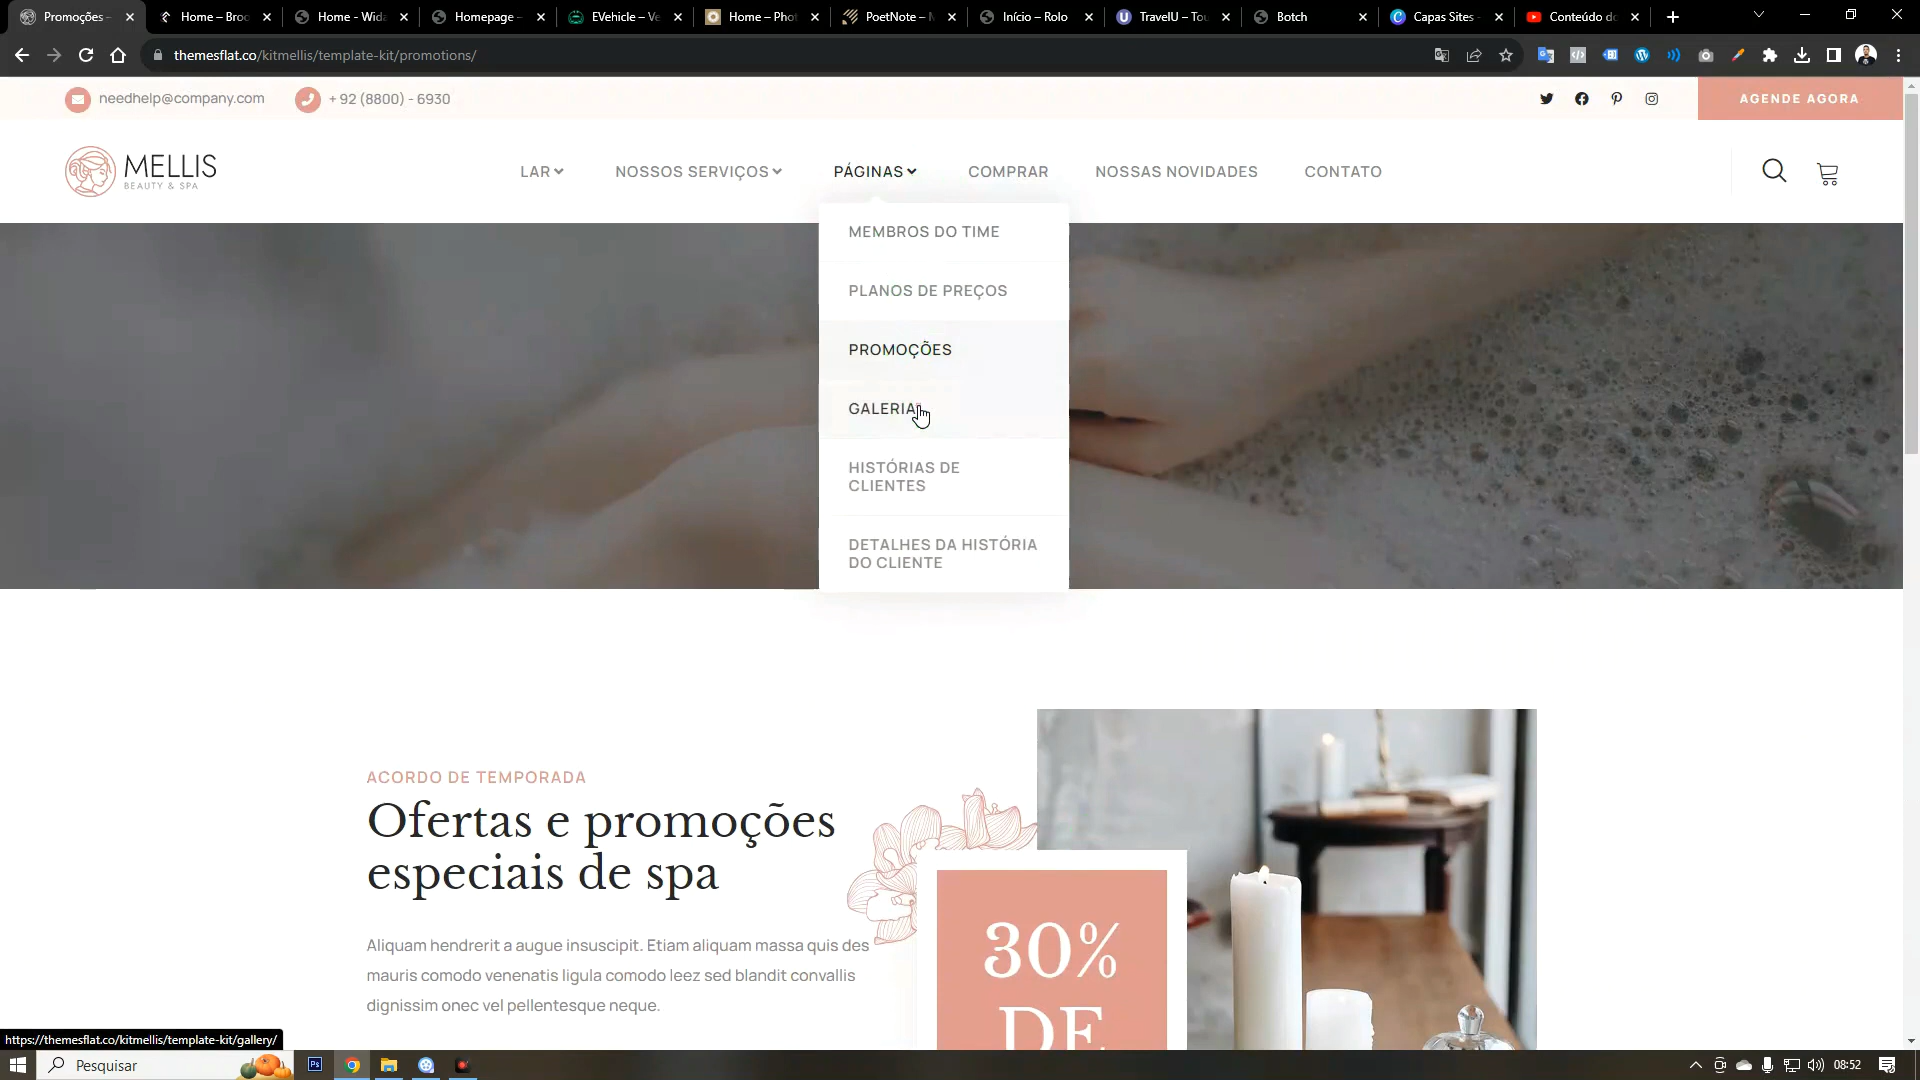 Promoções -
Home – Broc
Home - Wida
Homepage -
EVehicle – Ve
Home – Phot
PoetNote – M
Início – Rolo
TravelU – Tou
Botch
Capas Sites -
Conteúdo do
themesflat.co/kitmellis/template-kit/promotions/
needhelp@company.com
+ 92 (8800) - 6930
AGENDE AGORA
MELLIS
BEAUTY & SPA
LAR
NOSSOS SERVIÇOS
PÁGINAS
COMPRAR
NOSSAS NOVIDADES
CONTATO
MEMBROS DO TIME
PLANOS DE PREÇOS
PROMOÇÕES
GALERIA
HISTÓRIAS DE
CLIENTES
DETALHES DA HISTÓRIA
DO CLIENTE
ACORDO DE TEMPORADA
Ofertas e promoções
especiais de spa
Aliquam hendrerit a augue insuscipit. Etiam aliquam massa quis des
mauris comodo venenatis ligula comodo leez sed blandit convallis
dignissim onec vel pellentesque neque.
30%
DE
https://themesflat.co/kitmellis/template-kit/gallery/
Pesquisar
Ps
08:52